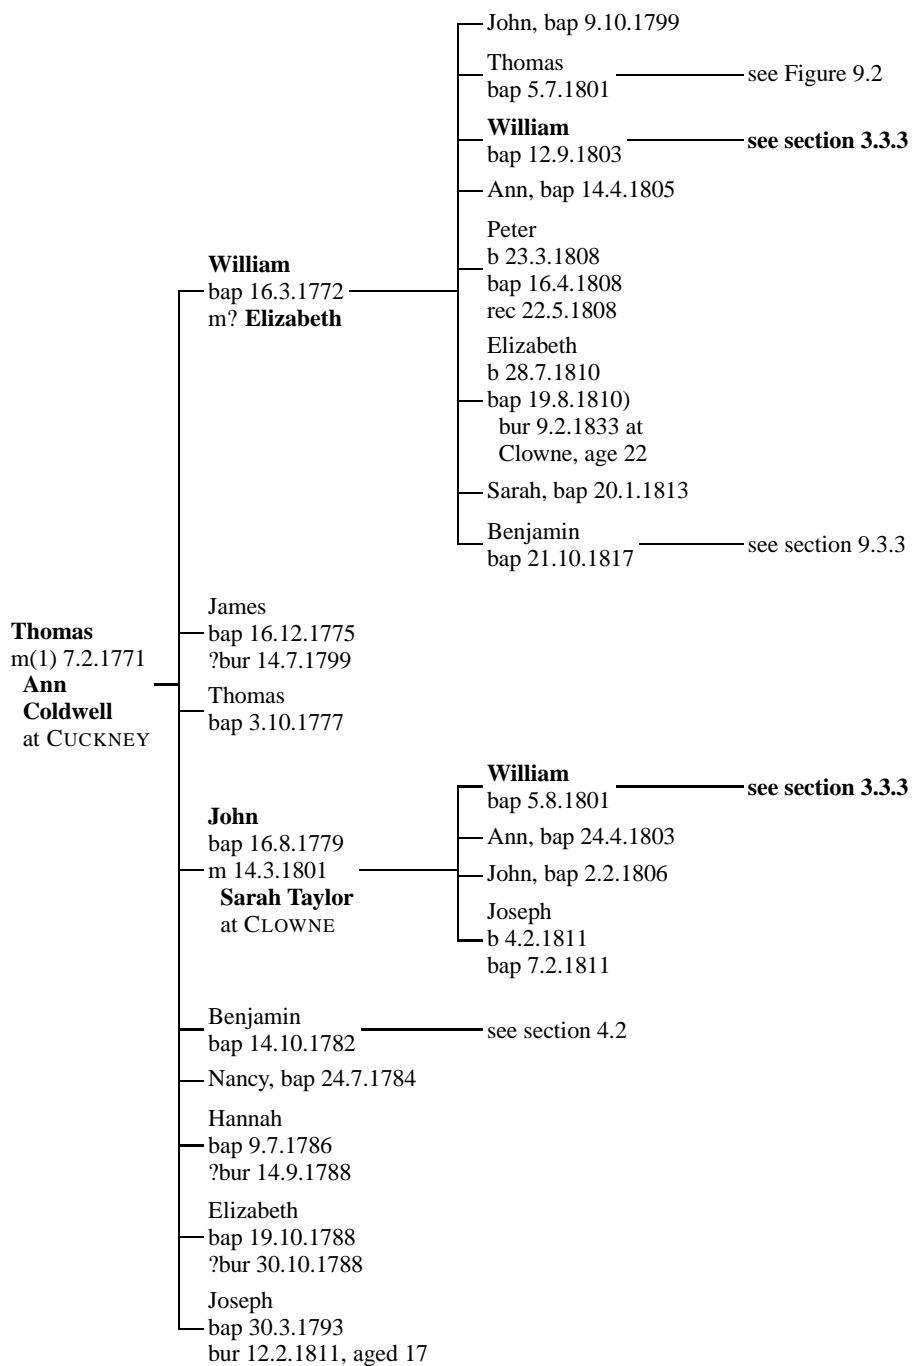 John, bap 9.10.1799
Thomas
bap 5.7.1801
see Figure 9.2
William
bap 12.9.1803
see section 3.3.3
Ann, bap 14.4.1805
Peter
b 23.3.1808
bap 16.4.1808
rec 22.5.1808
William
bap 16.3.1772
m? Elizabeth
Elizabeth
b 28.7.1810
bap 19.8.1810)
bur 9.2.1833 at
Clowne, age 22
Sarah, bap 20.1.1813
Benjamin
bap 21.10.1817
see section 9.3.3
James
bap 16.12.1775
?bur 14.7.1799
Thomas
m(1) 7.2.1771
Ann
Coldwell
at CUCKNEY
Thomas
bap 3.10.1777
John
bap 16.8.1779
m 14.3.1801
Sarah Taylor
at CLOWNE
William
bap 5.8.1801
see section 3.3.3
Ann, bap 24.4.1803
John, bap 2.2.1806
Joseph
b 4.2.1811
bap 7.2.1811
Benjamin
bap 14.10.1782
see section 4.2
Nancy, bap 24.7.1784
Hannah
bap 9.7.1786
?bur 14.9.1788
Elizabeth
bap 19.10.1788
?bur 30.10.1788
Joseph
bap 30.3.1793
bur 12.2.1811, aged 17